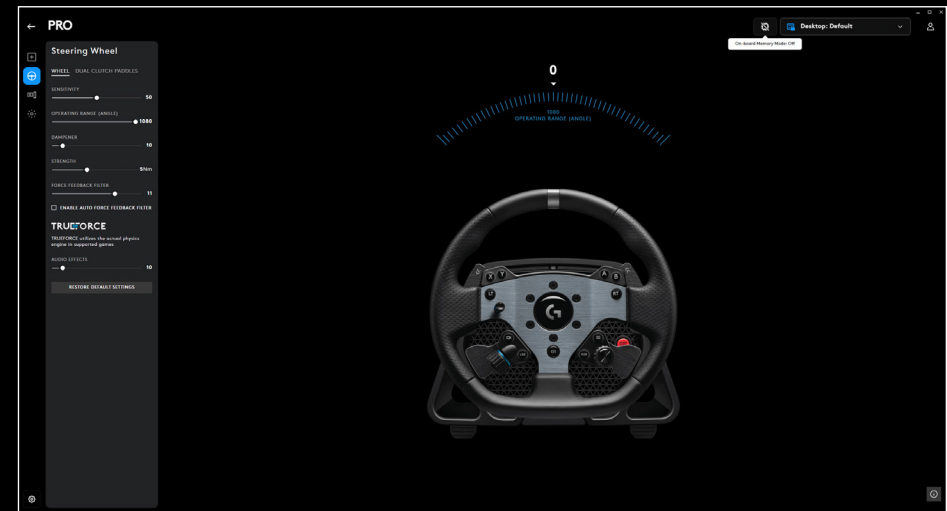 PRO
Desktop: Default
On-Board Memory Mode: Off
Steering Wheel
WHEEL DUAL CLUTCH PADDLES
SENSITIVITY
50
OPERATING RANGE (ANGLE)
1080
DAMPENER
10
STRENGTH
5Nm
FORCE FEEDBACK FILTER
11
ENABLE AUTO FORCE FEEDBACK FILTER
TRUEFORCE
TRUEFORCE utilizes the actual physics
engine in supported games
AUDIO EFFECTS
10
RESTORE DEFAULT SETTINGS
0
1080
OPERATING RANGE (ANGLE)
X Y A B
LT RT